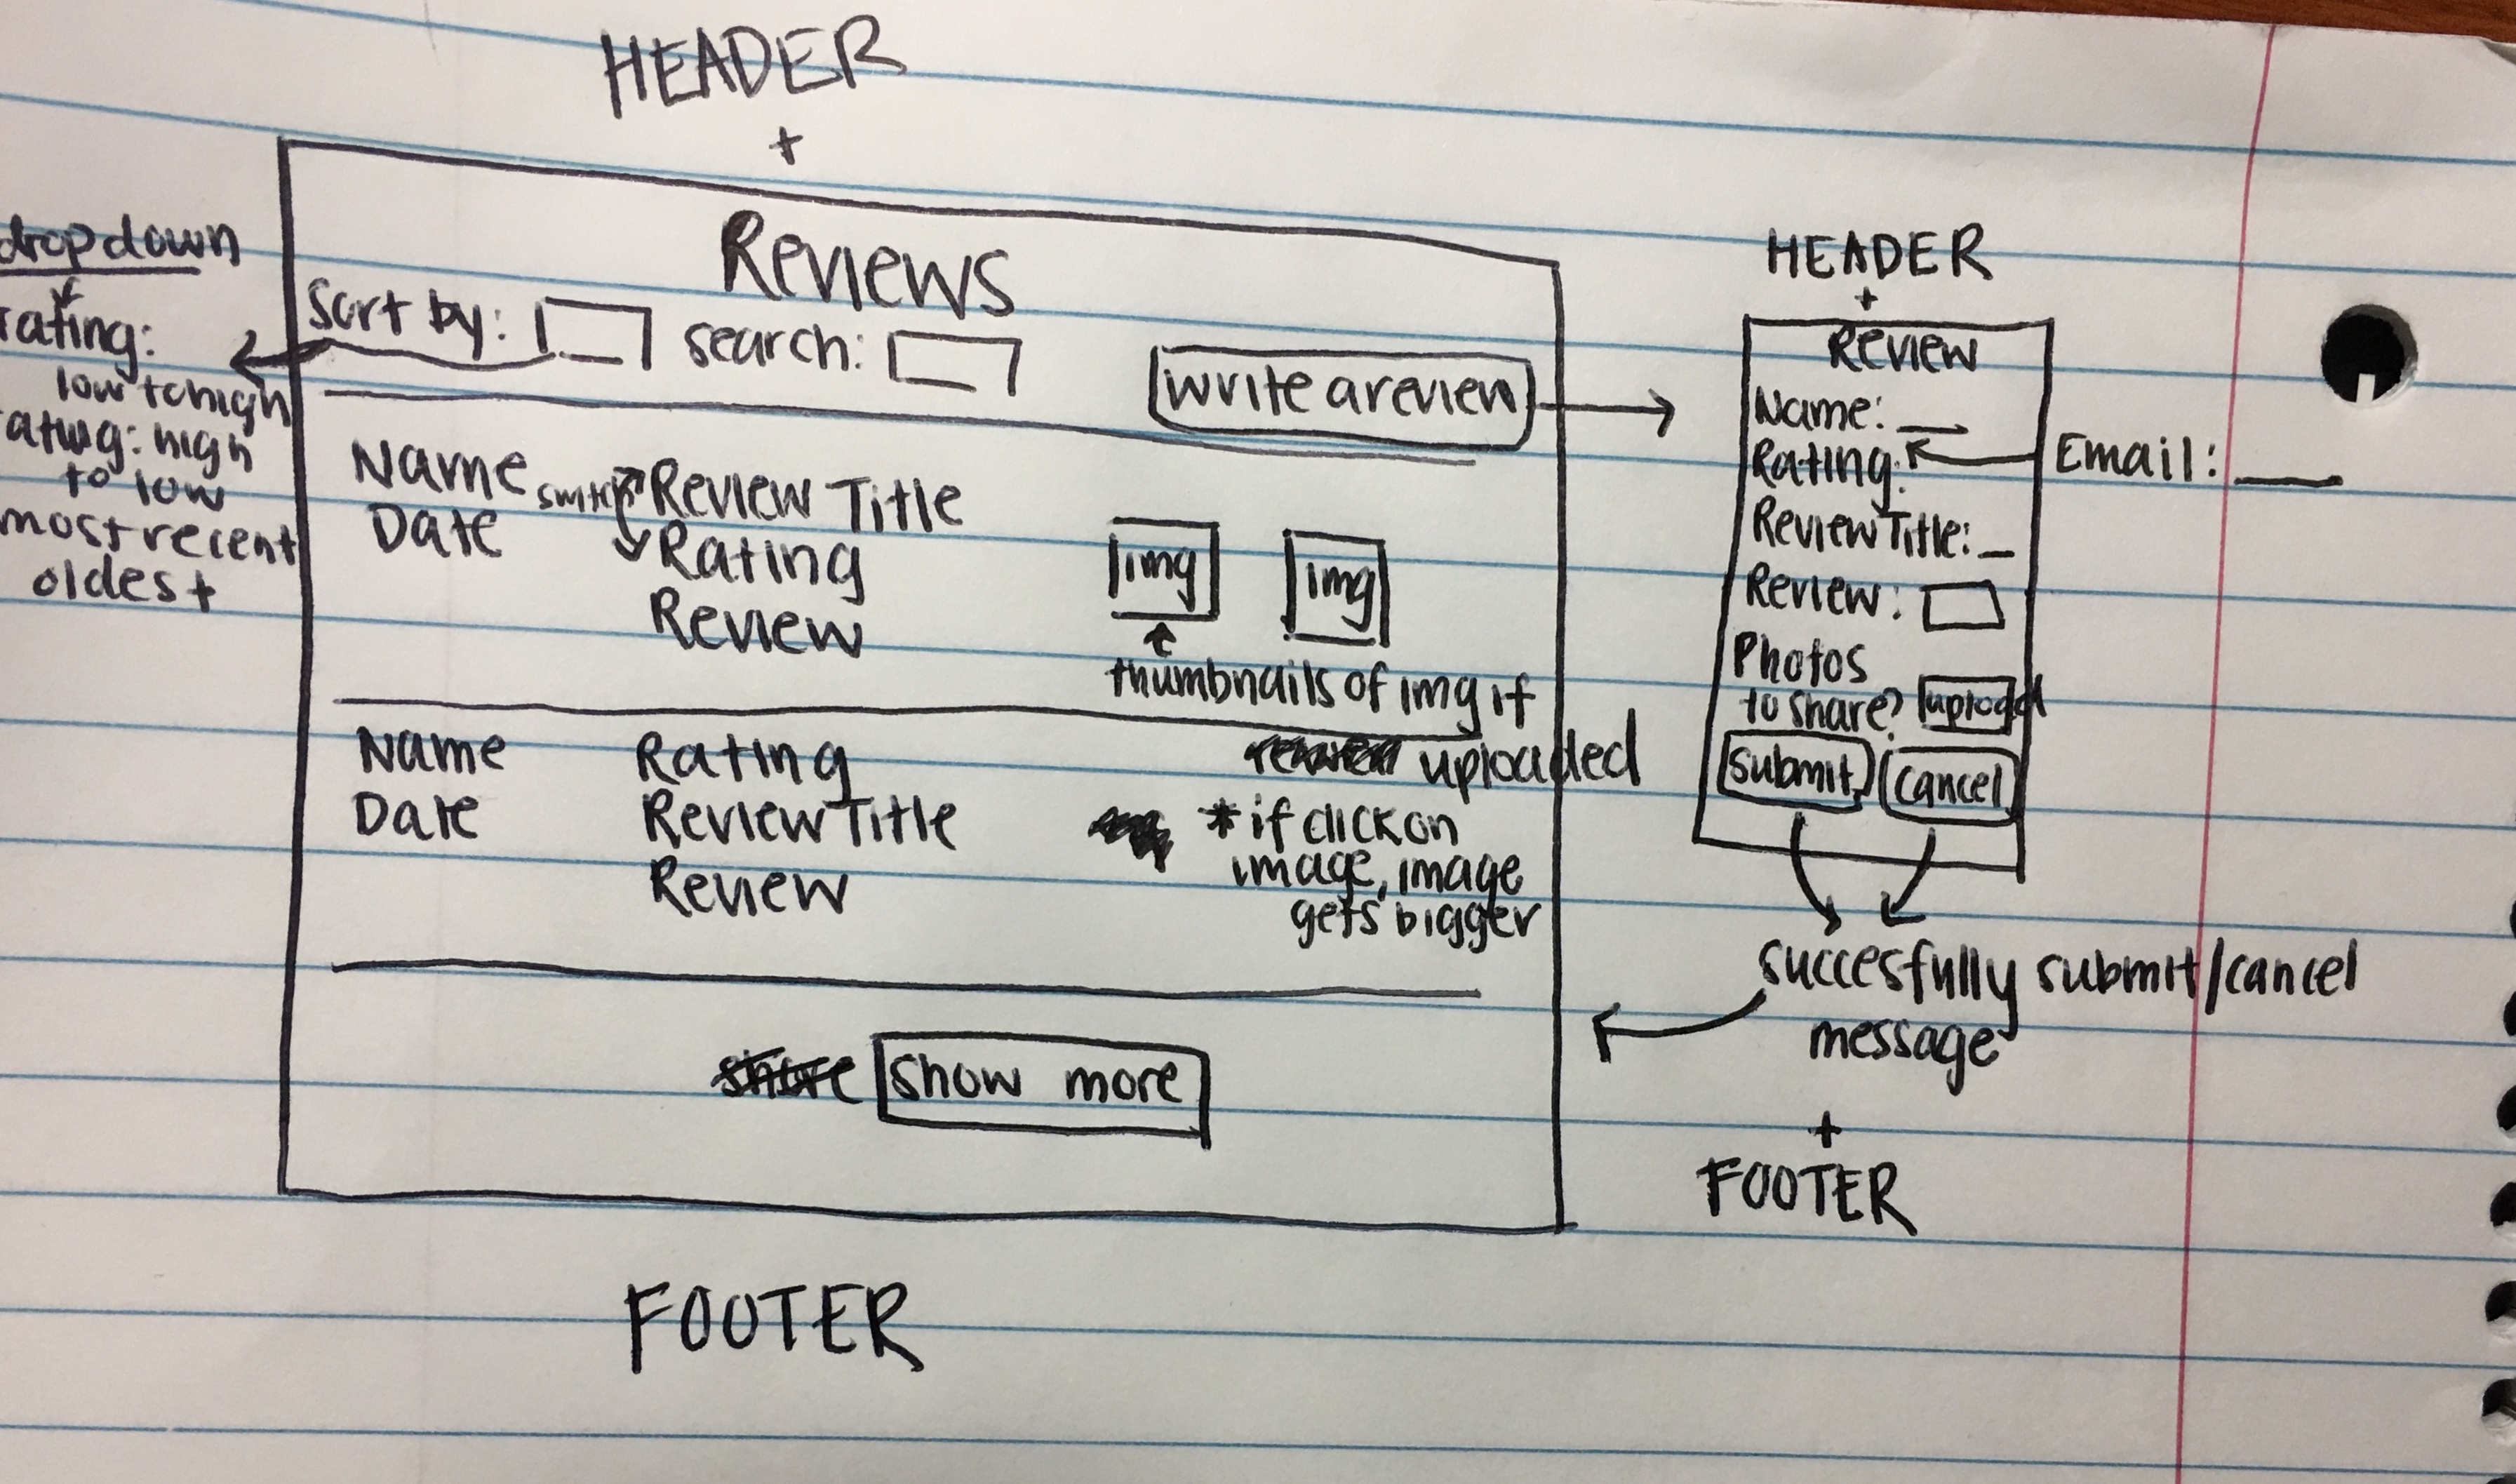 HEADER
+
Reviews
dropdown
rating:
low to high
rating: high
to low
most recent
oldest
Sort by:
search:
write a review
Name
Date
switch
Review Title
Rating
Review
img
img
thumbnails of img if
uploaded
Name
Date
Rating
Review Title
Review
*if click on
image, image
gets bigger
show more
FOOTER
HEADER
+
Review
Name:
Email:
Rating:
Review Title:
Review:
Photos
to share? upload
submit cancel
succesfully submit/cancel
message
+
FOOTER